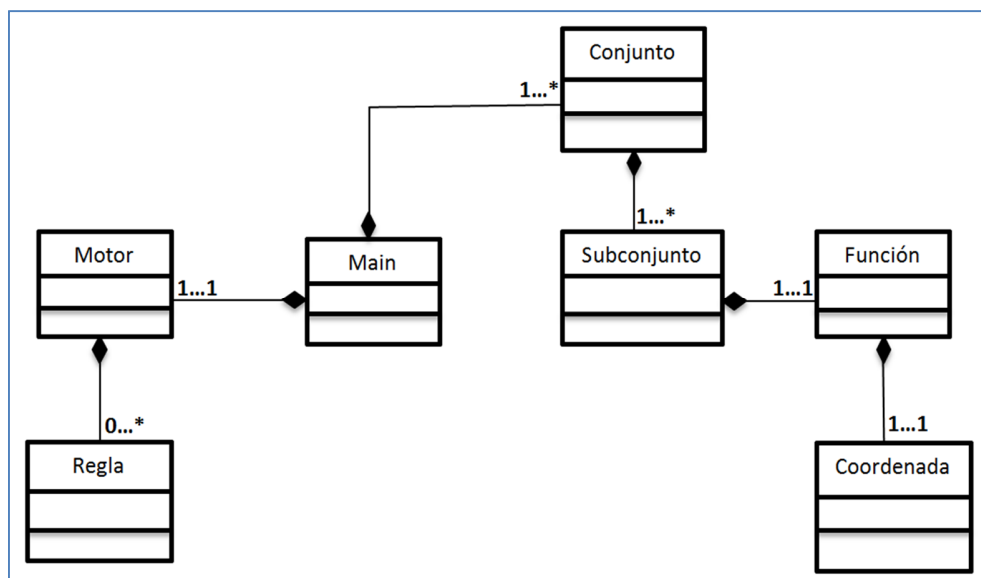 Conjunto
1...*
1...*
Motor
Main
Subconjunto
Función
1...1
1...1
0...*
1...1
Regla
Coordenada